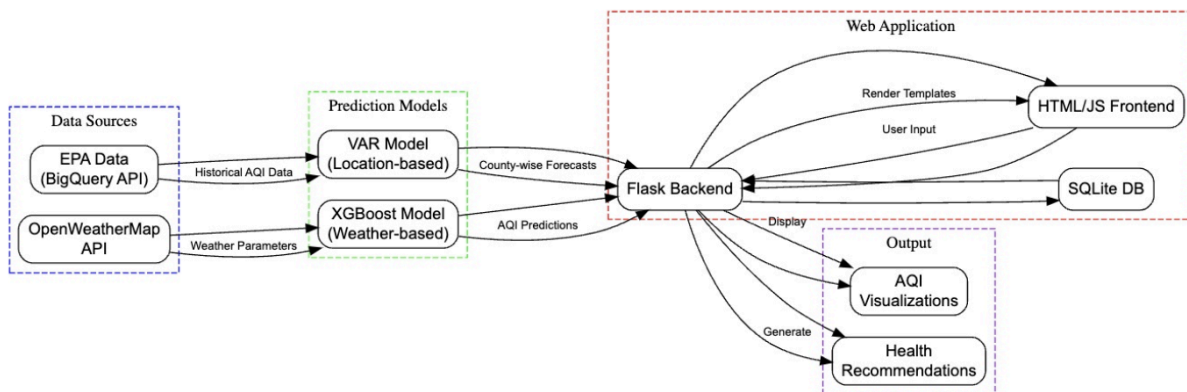 Data Sources
EPA Data
(BigQuery API)
OpenWeatherMap
API
Historical AQI Data
Weather Parameters
Prediction Models
VAR Model
(Location-based)
XGBoost Model
(Weather-based)
County-wise Forecasts
AQI Predictions
Web Application
Flask Backend
Render Templates
User Input
HTML/JS Frontend
SQLite DB
Display
Generate
Output
AQI
Visualizations
Health
Recommendations